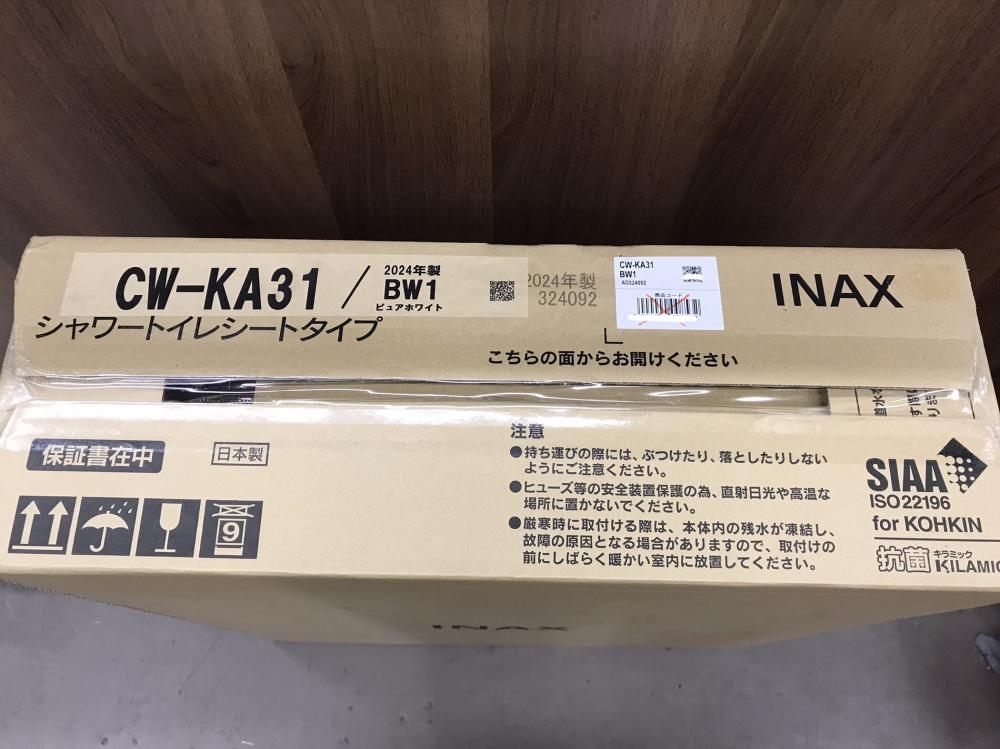 CW-KA31 / 2024年製
BW1
ピュアホワイト
2024年製
324092
CW-KA31
BW1
AD324092
商品コード
INAX
シャワートイレシートタイプ
こちらの面からお開けください
保証書在中
日本製
9
注意
●持ち運びの際には、ぶつけたり、落としたりしない
ようにご注意ください。
●ヒューズ等の安全装置保護の為、直射日光や高温な
場所に置かないでください。
●厳寒時に取付ける際は、本体内の残水が凍結し、
故障の原因となる場合がありますので、取付けの
前にしばらく暖かい室内に放置してください。
SIAA
ISO22196
for KOHKIN
抗菌 キラミック
KILAMIC
INAX